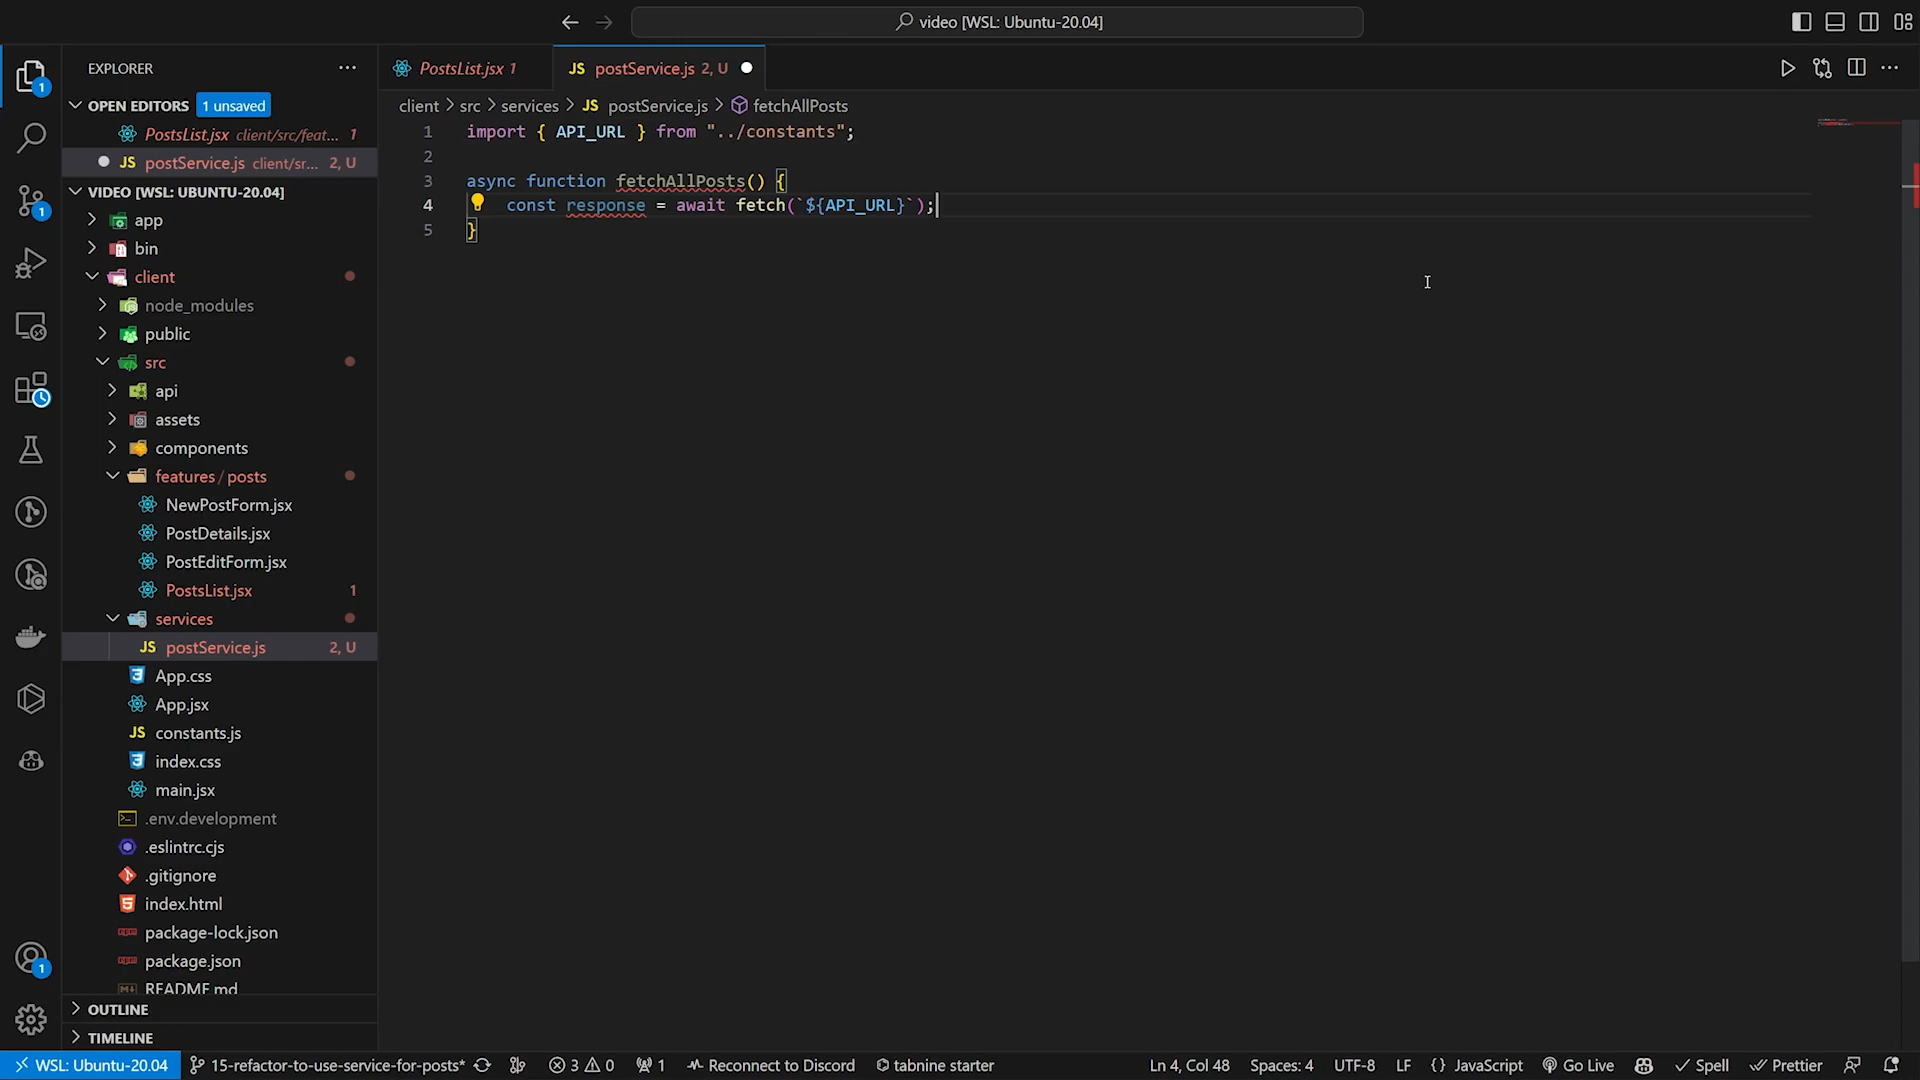 video [WSL: Ubuntu-20.04]
EXPLORER
PostsList.jsx 1
JS postService.js 2, U
OPEN EDITORS 1 unsaved
client > src > services > JS postService.js > fetchAllPosts
PostsList.jsx client/src/feat... 1
JS postService.js client/sr... 2, U
VIDEO [WSL: UBUNTU-20.04]
app
bin
client
node_modules
public
src
api
assets
components
features / posts
NewPostForm.jsx
PostDetails.jsx
PostEditForm.jsx
PostsList.jsx 1
services
JS postService.js 2, U
App.css
App.jsx
JS constants.js
index.css
main.jsx
.env.development
.eslintrc.cjs
.gitignore
index.html
package-lock.json
package.json
README.md
OUTLINE
TIMELINE
1 import { API_URL } from "../constants";
2
3 async function fetchAllPosts() {
4 const response = await fetch(`${API_URL}`);
5 }
1
1
1
WSL: Ubuntu-20.04 15-refactor-to-use-service-for-posts* 3 0 1 Reconnect to Discord tabnine starter Ln 4, Col 48 Spaces: 4 UTF-8 LF {} JavaScript Go Live Spell Prettier